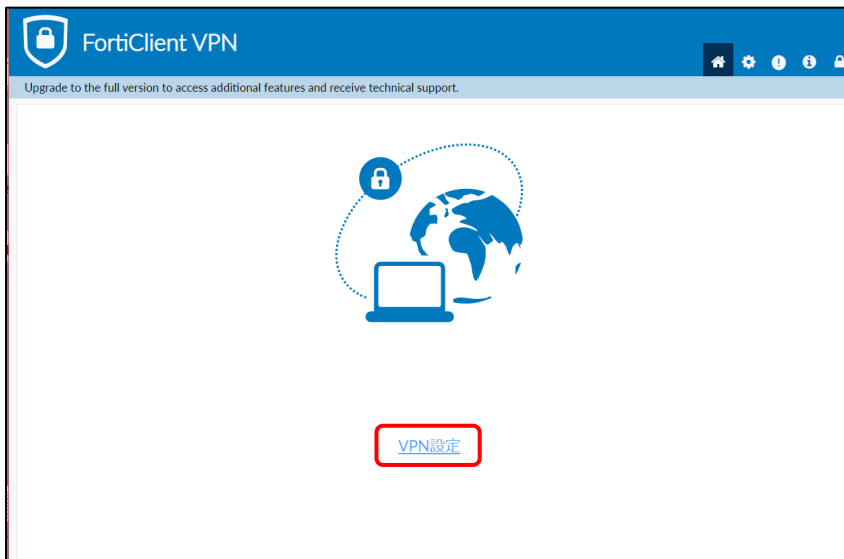 FortiClient VPN
Upgrade to the full version to access additional features and receive technical support.
VPN設定